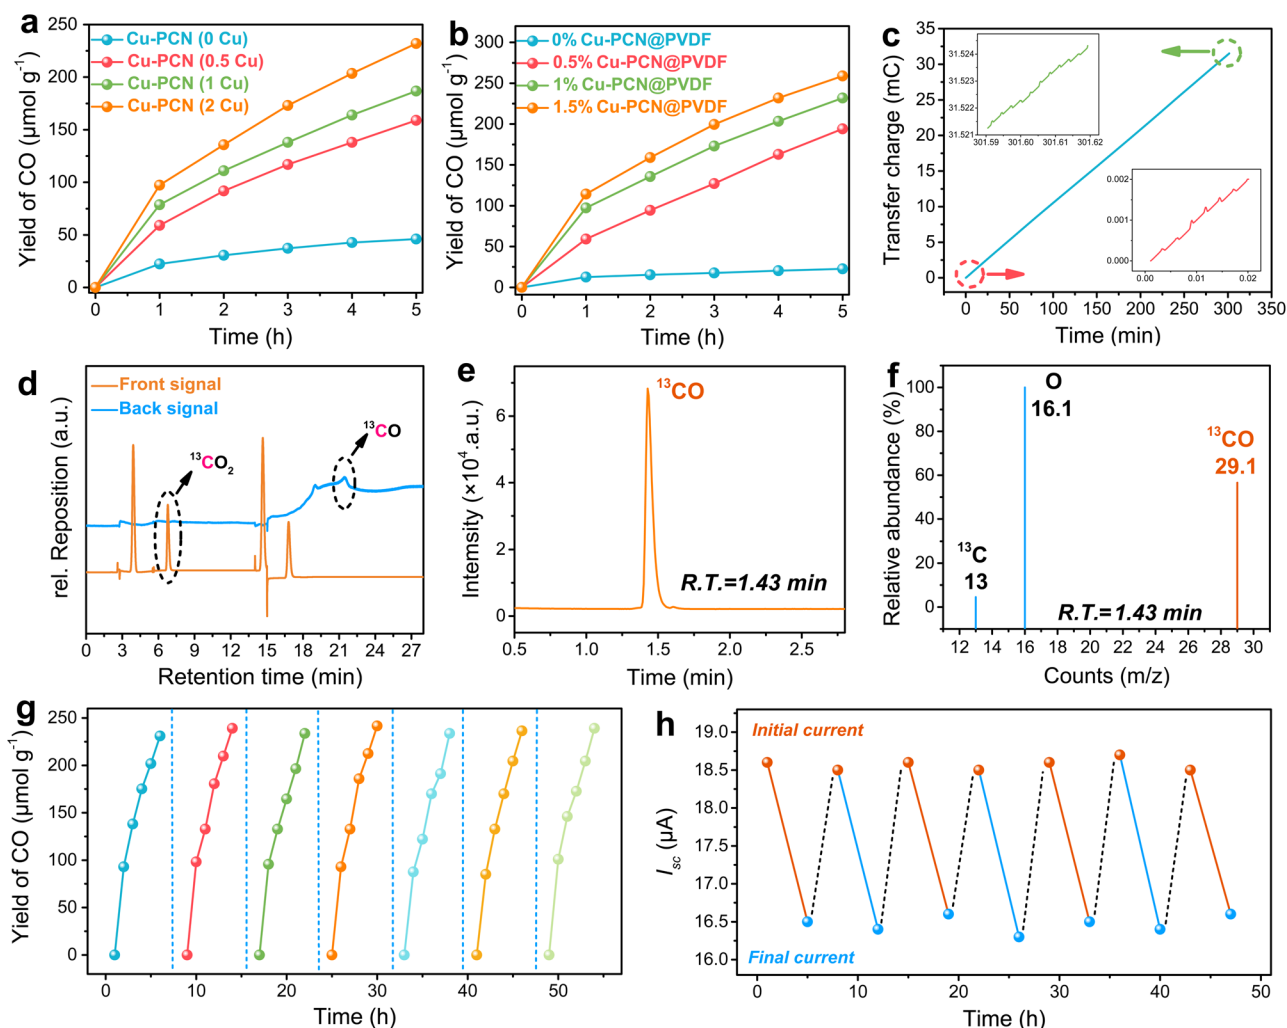 a
Yield of CO (μmol g⁻¹)
250
200
150
100
50
0
Cu-PCN (0 Cu)
Cu-PCN (0.5 Cu)
Cu-PCN (1 Cu)
Cu-PCN (2 Cu)
0 1 2 3 4 5
Time (h)
b
Yield of CO (μmol g⁻¹)
300
250
200
150
100
50
0
0% Cu-PCN@PVDF
0.5% Cu-PCN@PVDF
1% Cu-PCN@PVDF
1.5% Cu-PCN@PVDF
0 1 2 3 4 5
Time (h)
c
Transfer charge (mC)
35
30
25
20
15
10
5
0
31.524
31.523
31.522
31.521
301.59 301.60 301.61 301.62
0.002
0.001
0.000
0.00 0.01 0.02
0 50 100 150 200 250 300 350
Time (min)
d
rel. Reposition (a.u.)
Front signal
Back signal
¹³CO₂
¹³CO
0 3 6 9 12 15 18 21 24 27
Retention time (min)
e
Intemsity (×10⁴.a.u.)
6
4
2
0
¹³CO
R.T.=1.43 min
0.5 1.0 1.5 2.0 2.5
Time (min)
f
Relative abundance (%)
100
80
60
40
20
0
O
16.1
¹³CO
29.1
¹³C
13
R.T.=1.43 min
12 14 16 18 20 22 24 26 28 30
Counts (m/z)
g
Yield of CO (μmol g⁻¹)
250
200
150
100
50
0
0 10 20 30 40 50
Time (h)
h
Isc (μA)
19.0
18.5
18.0
17.5
17.0
16.5
16.0
Initial current
Final current
0 10 20 30 40 50
Time (h)